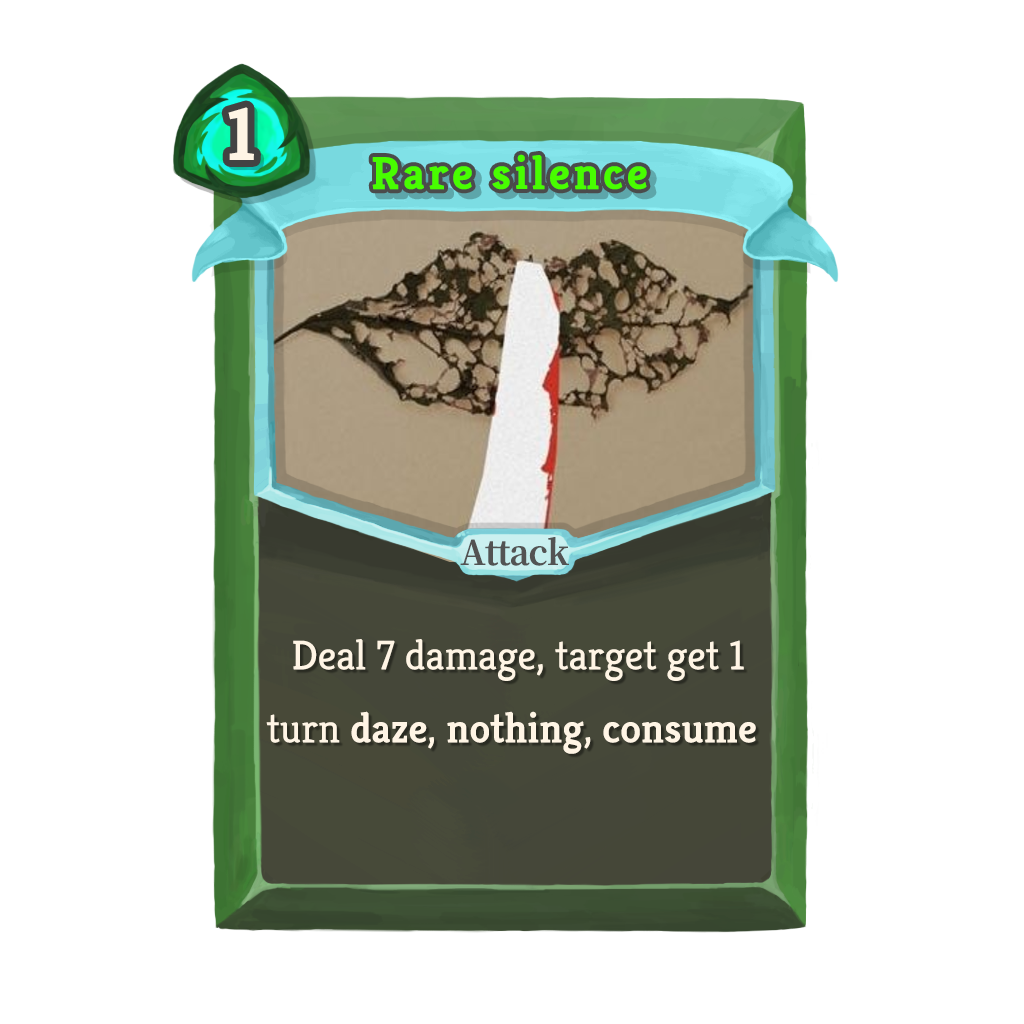 1
Rare silence
Attack
Deal 7 damage, target get 1
turn daze, nothing, consume